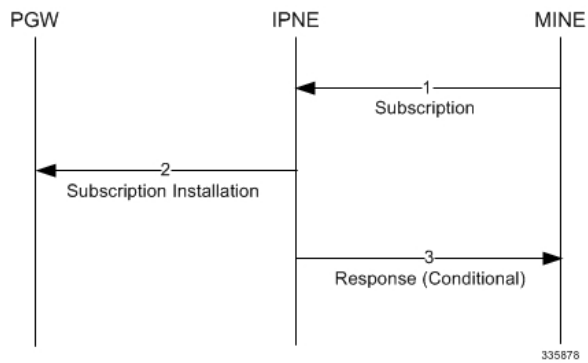 PGW IPNE MINE
1
Subscription
2
Subscription Installation
3
Response (Conditional)
335878